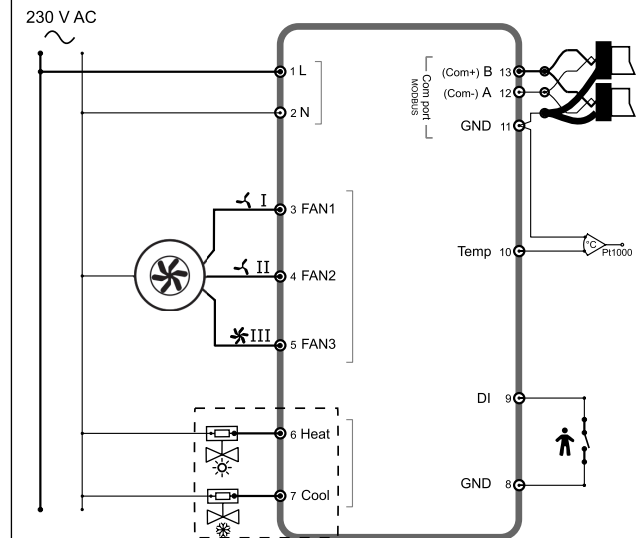 230 V AC
1 L
2 N
I
3 FAN1
II
4 FAN2
III
5 FAN3
6 Heat
7 Cool
Com port
MODBUS
(Com+) B 13
(Com-) A 12
GND 11
Temp 10
°C
Pt1000
DI 9
GND 8